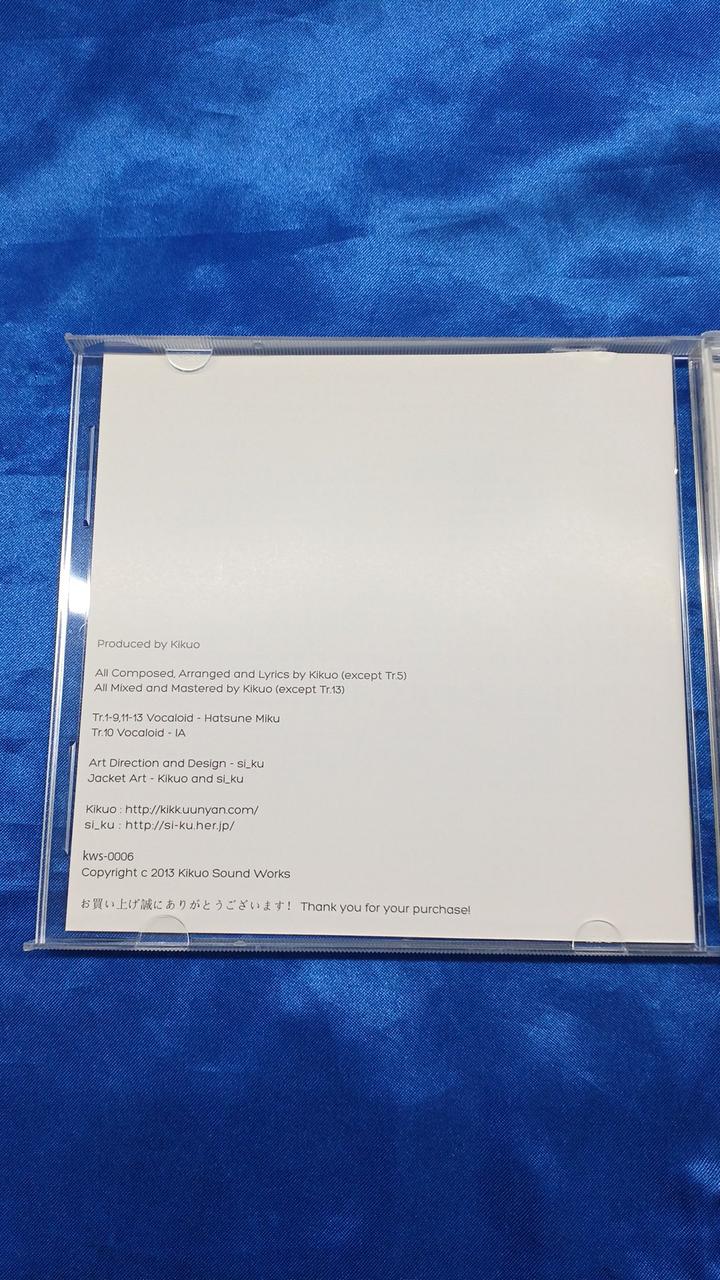 Produced by Kikuo
All Composed, Arranged and Lyrics by Kikuo (except Tr.5)
All Mixed and Mastered by Kikuo (except Tr.13)
Tr.1-9,11-13 Vocaloid - Hatsune Miku
Tr.10 Vocaloid - IA
Art Direction and Design - si_ku
Jacket Art - Kikuo and si_ku
Kikuo : http://kikk.uunyan.com/
si_ku : http://si-ku.her.jp/
kws-0006
Copyright c 2013 Kikuo Sound Works
お買い上げ誠にありがとうございます！ Thank you for your purchase!